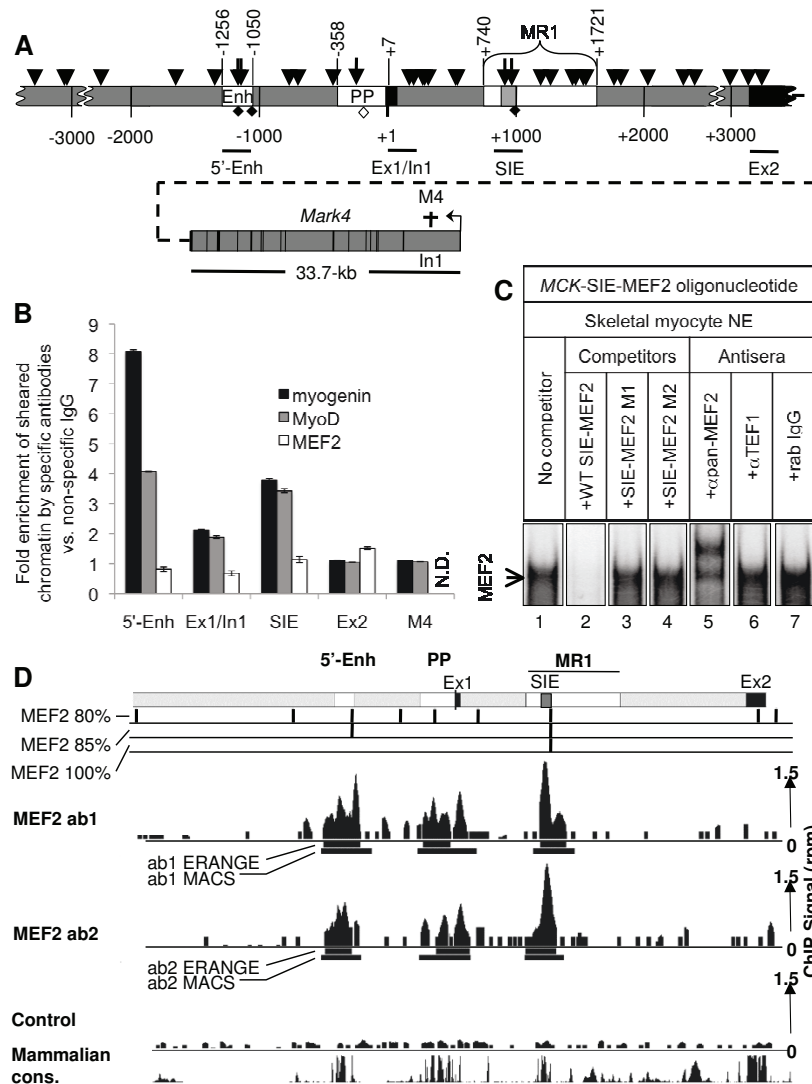 A
-1256
-1050
-358
+7
+740
MR1
+1721
Enh
PP
-3000
-2000
-1000
+1
+1000
+2000
+3000
5'-Enh
Ex1/In1
SIE
Ex2
Mark4
M4
In1
33.7-kb
B
Fold enrichment of sheared
chromatin by specific antibodies
vs. non-specific IgG
9
8
7
6
5
4
3
2
1
0
myogenin
MyoD
MEF2
N.D.
5'-Enh
Ex1/In1
SIE
Ex2
M4
C
MCK-SIE-MEF2 oligonucleotide
Skeletal myocyte NE
Competitors
Antisera
No competitor
+WT SIE-MEF2
+SIE-MEF2 M1
+SIE-MEF2 M2
+αpan-MEF2
+αTEF1
+rab IgG
MEF2
1 2 3 4 5 6 7
D
5'-Enh
PP
MR1
Ex1
SIE
Ex2
MEF2 80%
MEF2 85%
MEF2 100%
1.5
MEF2 ab1
0
ab1 ERANGE
ab1 MACS
1.5
MEF2 ab2
0
ab2 ERANGE
ab2 MACS
1.5
Control
0
ChIP Signal (rpm)
Mammalian
cons.